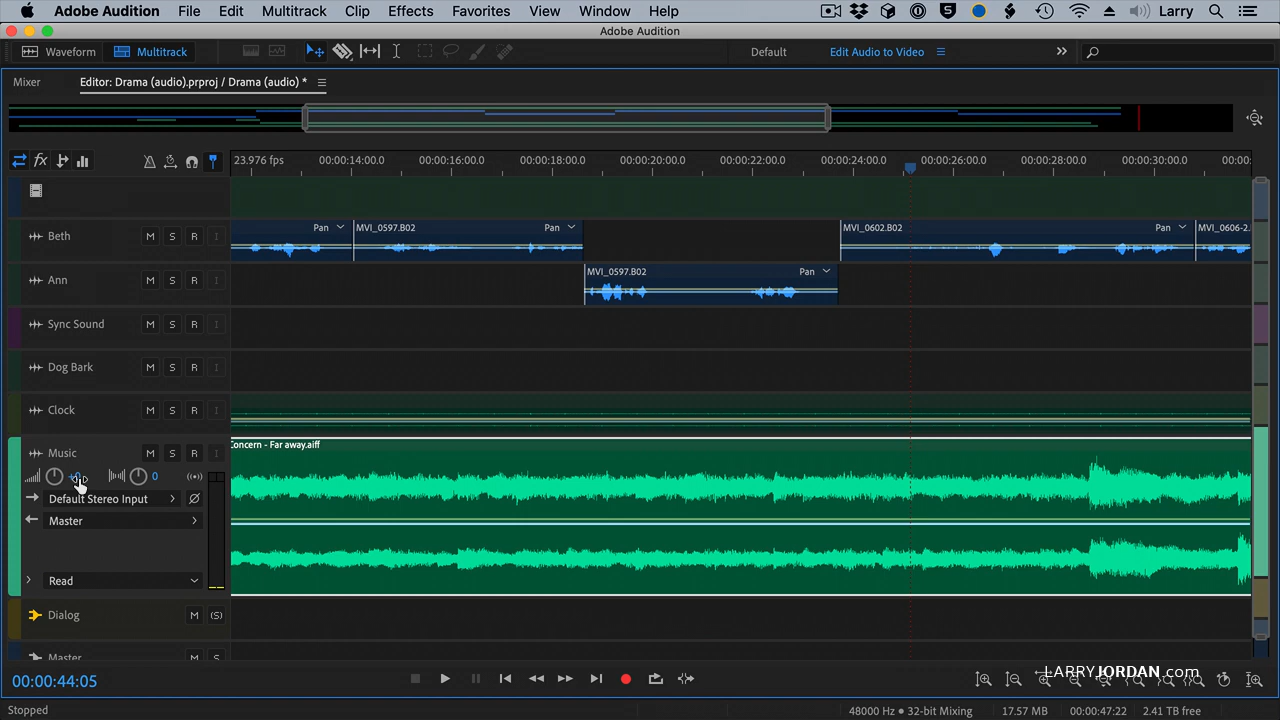 Adobe Audition File Edit Multitrack Clip Effects Favorites View Window Help Larry
Adobe Audition
Waveform Multitrack Default Edit Audio to Video
Mixer Editor: Drama (audio).prproj / Drama (audio) *
23.976 fps 00:00:14:00.0 00:00:16:00.0 00:00:18:00.0 00:00:20:00.0 00:00:22:00.0 00:00:24:00.0 00:00:26:00.0 00:00:28:00.0 00:00:30:00.0 00:00:
Beth M S R I Pan MVI_0597.B02 Pan MVI_0602.B02 Pan MVI_0606-2.
Ann M S R I MVI_0597.B02 Pan
Sync Sound M S R I
Dog Bark M S R I
Clock M S R I
Music M S R I Concern - Far away.aiff
+0 0
Default Stereo Input
Master
Read
Dialog M (S)
Master M S
00:00:44:05 LARRYJORDAN.com
Stopped 48000 Hz • 32-bit Mixing 17.57 MB 00:00:47:22 2.41 TB free